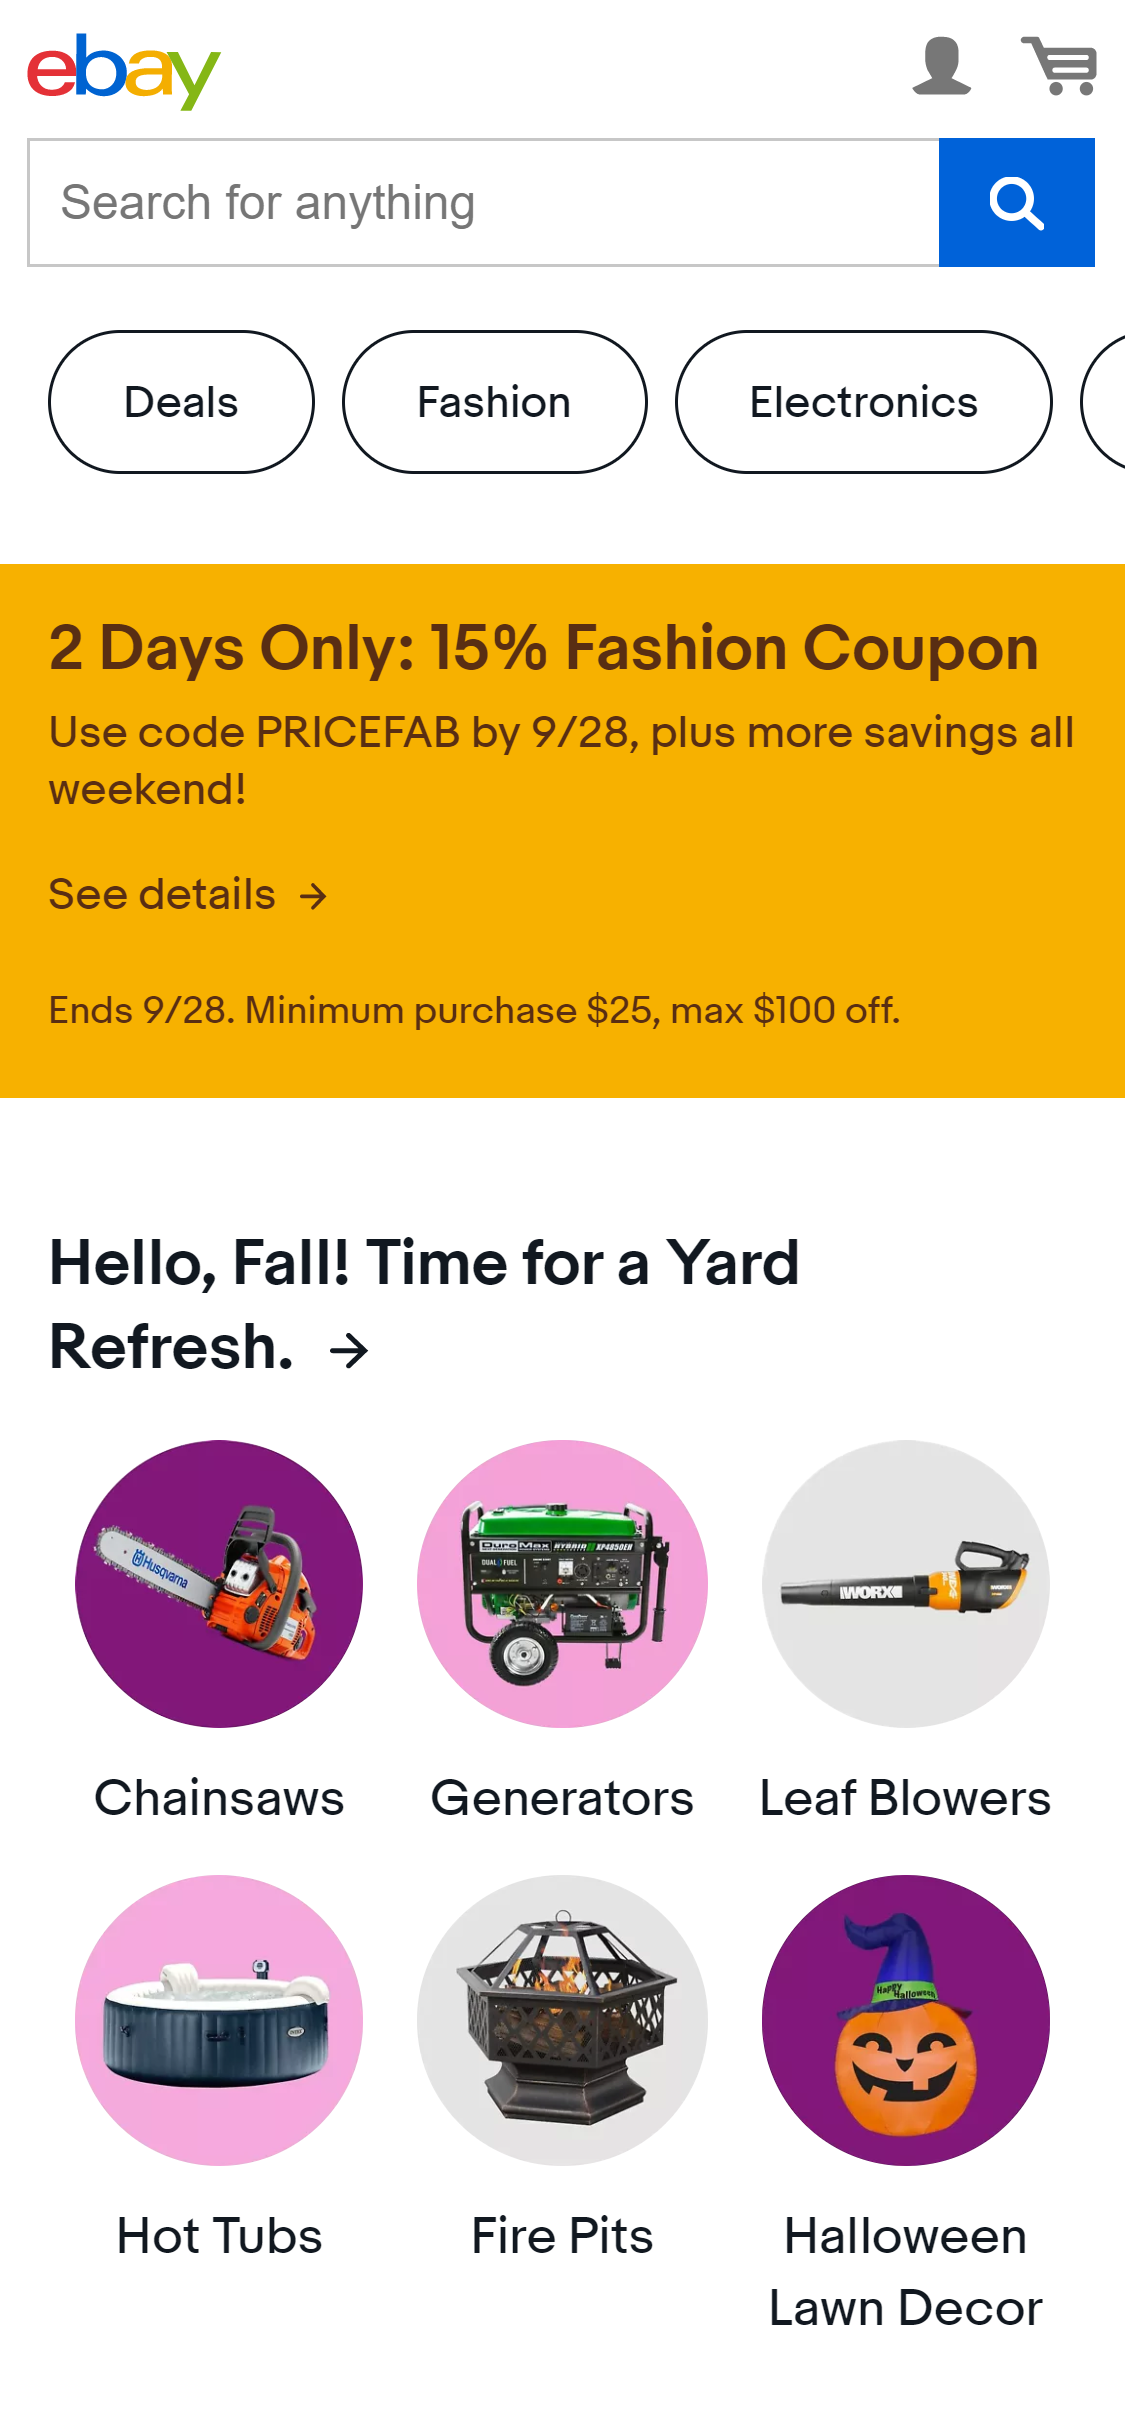 ebay
Search for anything
Deals
Fashion
Electronics
2 Days Only: 15% Fashion Coupon
Use code PRICEFAB by 9/28, plus more savings all
weekend!
See details →
Ends 9/28. Minimum purchase $25, max $100 off.
Hello, Fall! Time for a Yard
Refresh. →
Husqvarna
DuroMax HYBRID XP4850EH
DUAL FUEL
WORX
WORX
Chainsaws
Generators
Leaf Blowers
Happy
Halloween
Hot Tubs
Fire Pits
Halloween
Lawn Decor